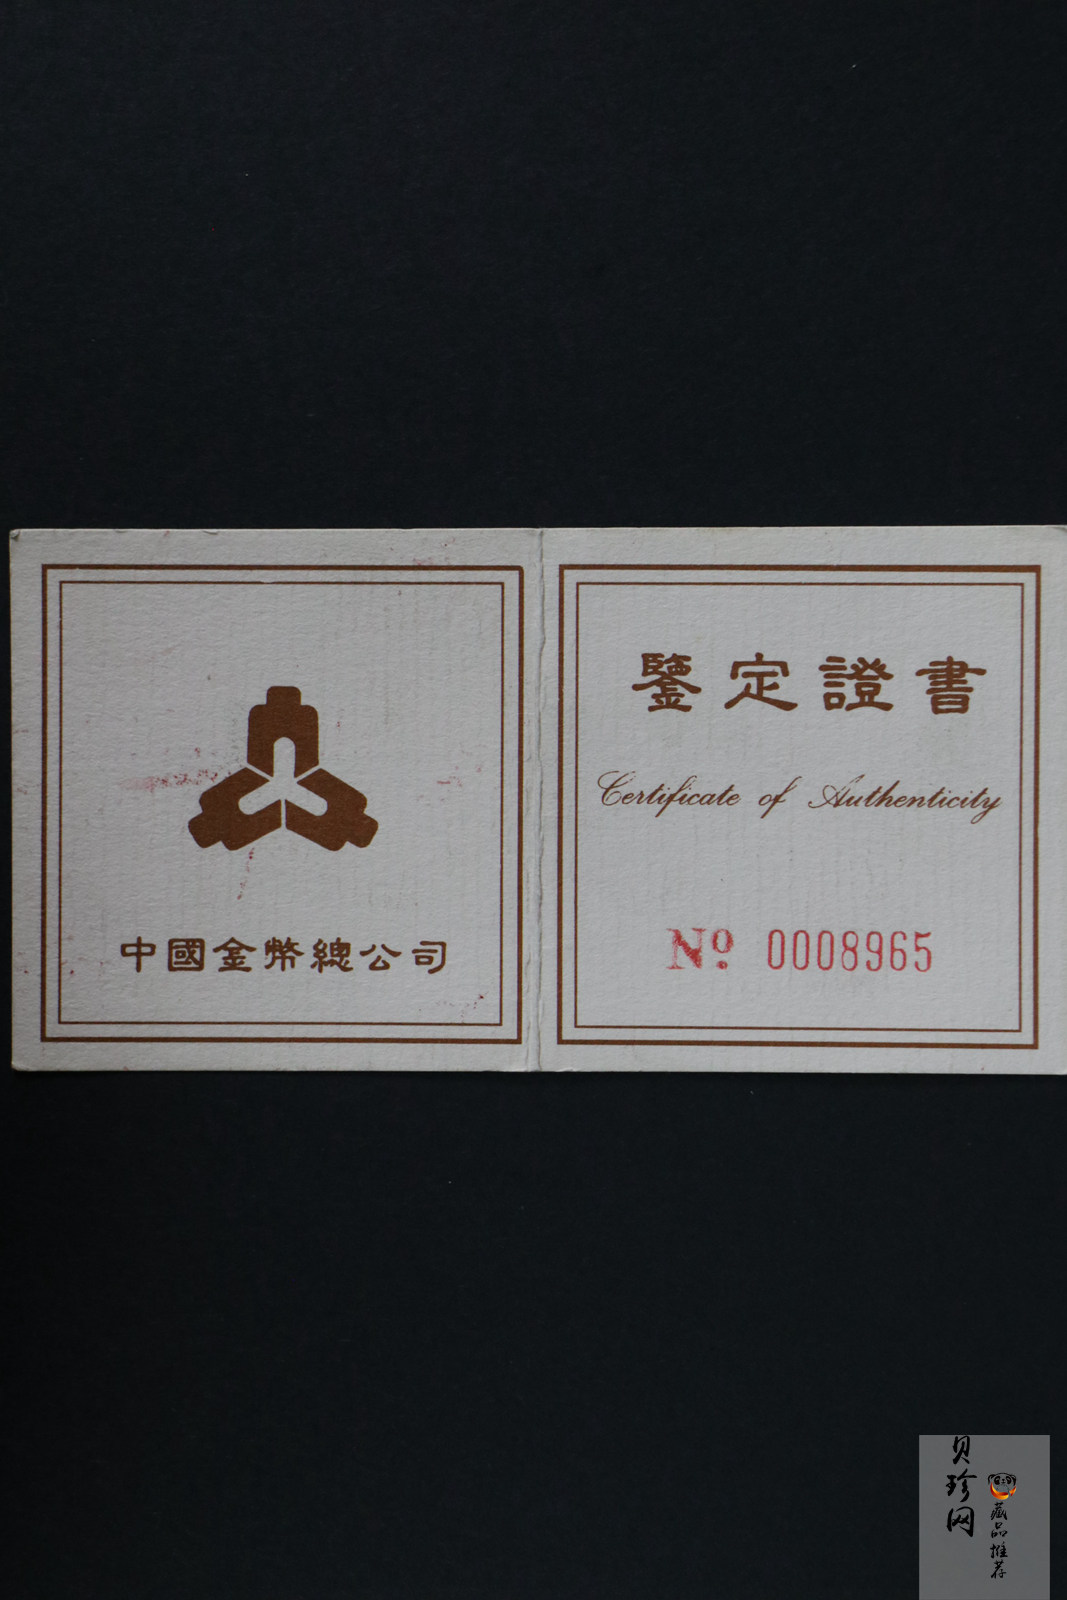 中國金幣總公司
鑒定證書
Certificate of Authenticity
Nº 0008965
贝珍网
藏品推荐